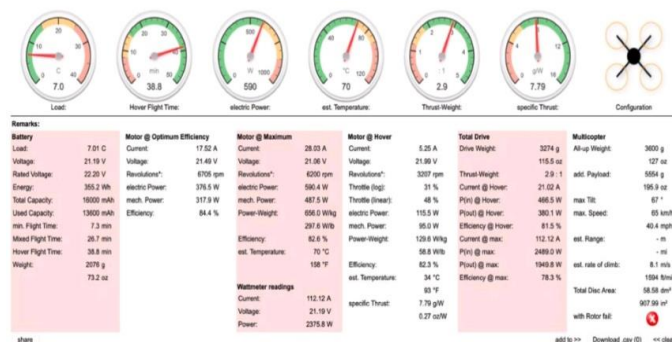 7.0
38.8
590
70
2.9
7.79
Load:
Hover Flight Time:
electric Power:
est. Temperature:
Thrust-Weight:
specific Thrust:
Configuration
Remarks:
Battery
Load: 7.01 C
Voltage: 21.19 V
Rated Voltage: 22.20 V
Energy: 355.2 Wh
Total Capacity: 16000 mAh
Used Capacity: 13600 mAh
min. Flight Time: 7.3 min
Mixed Flight Time: 26.7 min
Hover Flight Time: 38.8 min
Weight: 2076 g
73.2 oz
Motor @ Optimum Efficiency
Current: 17.52 A
Voltage: 21.49 V
Revolutions*: 6705 rpm
electric Power: 376.5 W
mech. Power: 317.9 W
Efficiency: 84.4 %
Motor @ Maximum
Current: 28.03 A
Voltage: 21.06 V
Revolutions*: 6200 rpm
electric Power: 590.4 W
mech. Power: 487.5 W
Power-Weight: 656.0 W/kg
297.6 W/lb
Efficiency: 82.6 %
est. Temperature: 70 °C
158 °F
Wattmeter readings
Current: 112.12 A
Voltage: 21.19 V
Power: 2375.8 W
Motor @ Hover
Current: 5.25 A
Voltage: 21.99 V
Revolutions*: 3207 rpm
Throttle (log): 31 %
Throttle (linear): 48 %
electric Power: 115.5 W
mech. Power: 95.0 W
Power-Weight: 129.6 W/kg
58.8 W/lb
Efficiency: 82.3 %
est. Temperature: 34 °C
93 °F
specific Thrust: 7.79 g/W
0.27 oz/W
Total Drive
Drive Weight: 3274 g
115.5 oz
Thrust-Weight: 2.9 : 1
Current @ Hover: 21.02 A
P(in) @ Hover: 466.5 W
P(out) @ Hover: 380.1 W
Efficiency @ Hover: 81.5 %
Current @ max: 112.12 A
P(in) @ max: 2489.0 W
P(out) @ max: 1949.8 W
Efficiency @ max: 78.3 %
Multicopter
All-up Weight: 3600 g
127 oz
add. Payload: 5554 g
195.9 oz
max Tilt: 67 °
max. Speed: 65 km/h
40.4 mph
est. Range: - m
- mi
est. rate of climb: 8.1 m/s
1594 ft/min
Total Disc Area: 58.58 dm²
907.99 in²
with Rotor fail:
share
add to >> Download .csv (0) << clear